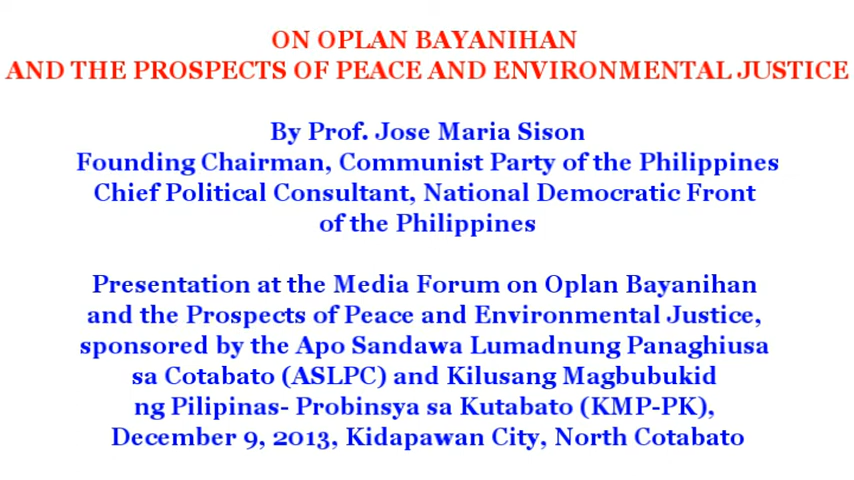 ON OPLAN BAYANIHAN
AND THE PROSPECTS OF PEACE AND ENVIRONMENTAL JUSTICE
By Prof. Jose Maria Sison
Founding Chairman, Communist Party of the Philippines
Chief Political Consultant, National Democratic Front
of the Philippines
Presentation at the Media Forum on Oplan Bayanihan
and the Prospects of Peace and Environmental Justice,
sponsored by the Apo Sandawa Lumadnung Panaghiusa
sa Cotabato (ASLPC) and Kilusang Magbubukid
ng Pilipinas- Probinsya sa Kutabato (KMP-PK),
December 9, 2013, Kidapawan City, North Cotabato